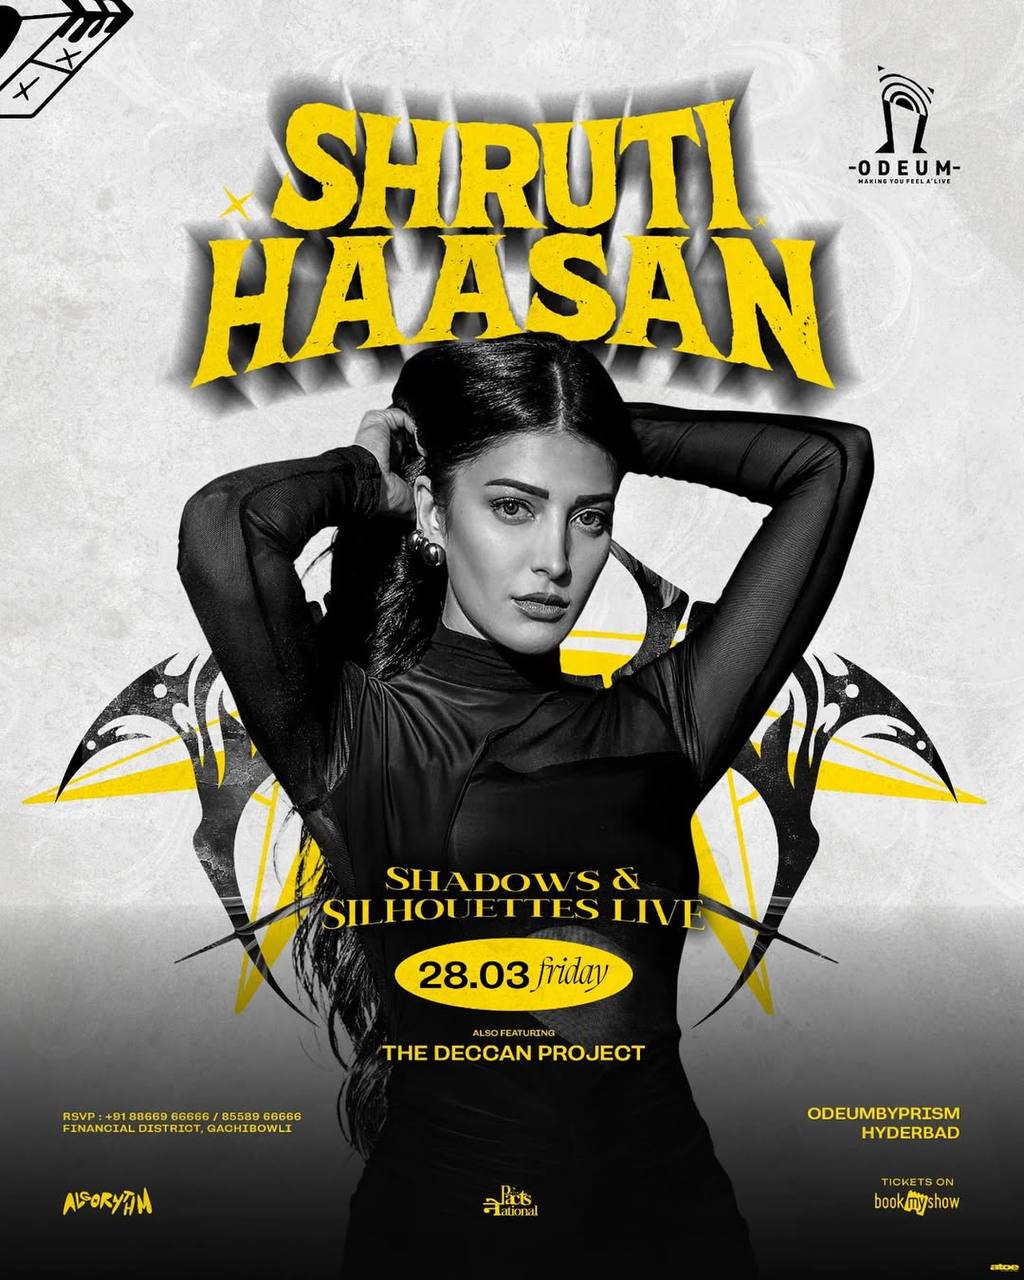 SHRUTI
HAASAN
-ODEUM-
MAKING YOU FEEL A'LIVE
SHADOWS &
SILHOUETTES LIVE
28.03 friday
ALSO FEATURING
THE DECCAN PROJECT
RSVP : +91 88669 66666 / 85589 66666
FINANCIAL DISTRICT, GACHIBOWLI
ODEUMBYPRISM
HYDERBAD
ALGORYTHM
TICKETS ON
bookmyshow
atoe